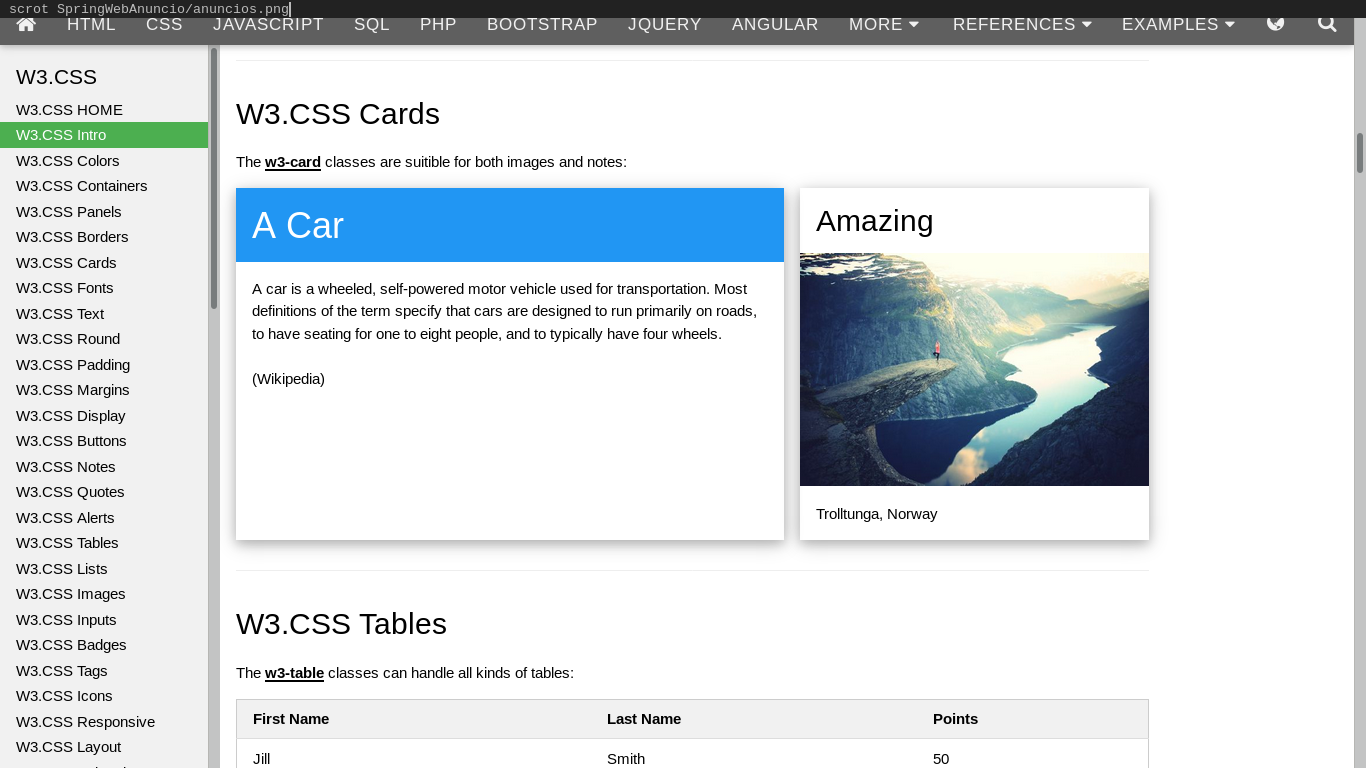 scrot SpringWebAnuncio/anuncios.png
HTML CSS JAVASCRIPT SQL PHP BOOTSTRAP JQUERY ANGULAR MORE REFERENCES EXAMPLES
W3.CSS
W3.CSS HOME
W3.CSS Intro
W3.CSS Colors
W3.CSS Containers
W3.CSS Panels
W3.CSS Borders
W3.CSS Cards
W3.CSS Fonts
W3.CSS Text
W3.CSS Round
W3.CSS Padding
W3.CSS Margins
W3.CSS Display
W3.CSS Buttons
W3.CSS Notes
W3.CSS Quotes
W3.CSS Alerts
W3.CSS Tables
W3.CSS Lists
W3.CSS Images
W3.CSS Inputs
W3.CSS Badges
W3.CSS Tags
W3.CSS Icons
W3.CSS Responsive
W3.CSS Layout
W3.CSS Cards
The w3-card classes are suitible for both images and notes:
A Car
A car is a wheeled, self-powered motor vehicle used for transportation. Most
definitions of the term specify that cars are designed to run primarily on roads,
to have seating for one to eight people, and to typically have four wheels.
(Wikipedia)
Amazing
Trolltunga, Norway
W3.CSS Tables
The w3-table classes can handle all kinds of tables:
First Name Last Name Points
Jill Smith 50